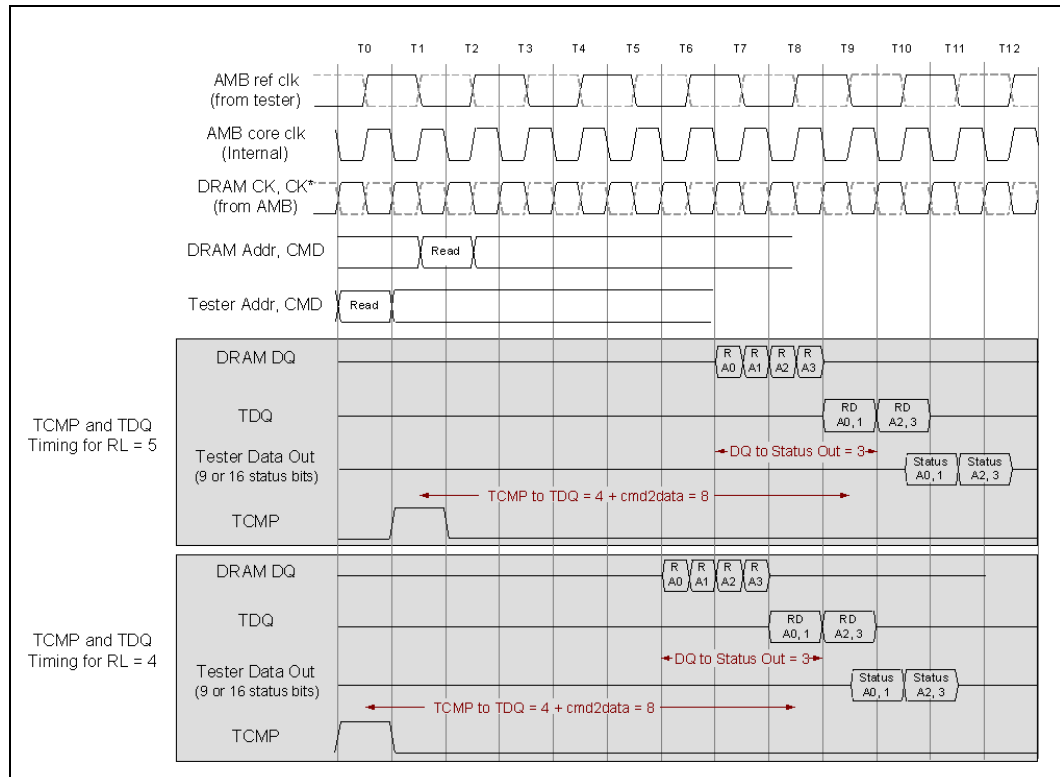 T0 T1 T2 T3 T4 T5 T6 T7 T8 T9 T10 T11 T12
AMB ref clk
(from tester)
AMB core clk
(Internal)
DRAM CK, CK*
(from AMB)
DRAM Addr, CMD
Read
Tester Addr, CMD
Read
TCMP and TDQ
Timing for RL = 5
DRAM DQ
R R R R
A0 A1 A2 A3
TDQ
RD RD
A0, 1 A2, 3
DQ to Status Out = 3
Tester Data Out
(9 or 16 status bits)
Status Status
A0, 1 A2, 3
TCMP to TDQ = 4 + cmd2data = 8
TCMP
TCMP and TDQ
Timing for RL = 4
DRAM DQ
R R R R
A0 A1 A2 A3
TDQ
RD RD
A0, 1 A2, 3
DQ to Status Out = 3
Tester Data Out
(9 or 16 status bits)
Status Status
A0, 1 A2, 3
TCMP to TDQ = 4 + cmd2data = 8
TCMP